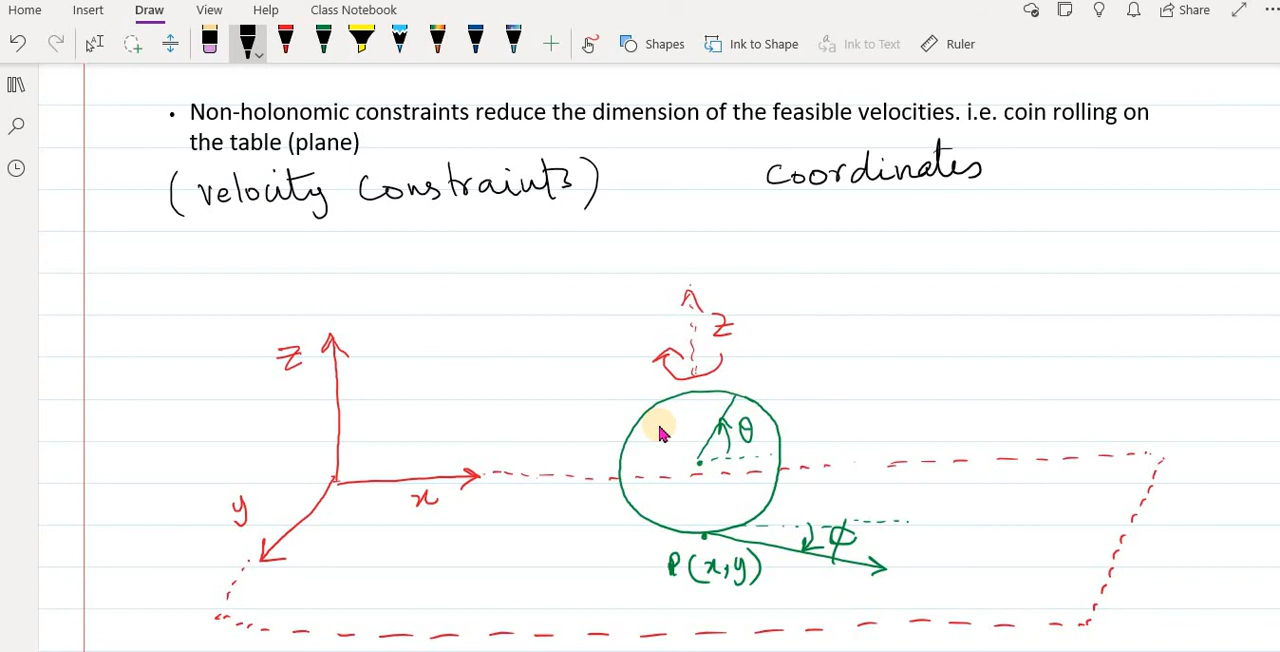 Home Insert Draw View Help Class Notebook Share
Shapes Ink to Shape Ink to Text Ruler
• Non-holonomic constraints reduce the dimension of the feasible velocities. i.e. coin rolling on
the table (plane)
(velocity constraints) coordinates
z
z
θ
x
y
ϕ
P(x,y)